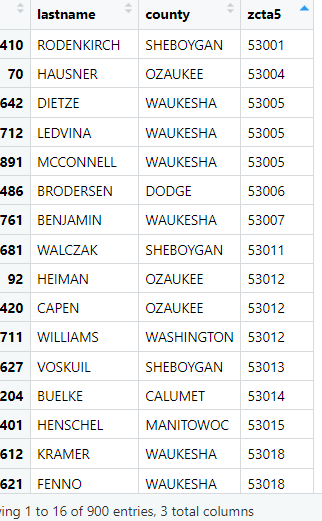 lastname county zcta5
410 RODENKIRCH SHEBOYGAN 53001
70 HAUSNER OZAUKEE 53004
642 DIETZE WAUKESHA 53005
712 LEDVINA WAUKESHA 53005
891 MCCONNELL WAUKESHA 53005
486 BRODERSEN DODGE 53006
761 BENJAMIN WAUKESHA 53007
681 WALCZAK SHEBOYGAN 53011
92 HEIMAN OZAUKEE 53012
420 CAPEN OZAUKEE 53012
711 WILLIAMS WASHINGTON 53012
627 VOSKUIL SHEBOYGAN 53013
204 BUELKE CALUMET 53014
401 HENSCHEL MANITOWOC 53015
612 KRAMER WAUKESHA 53018
621 FENNO WAUKESHA 53018
wing 1 to 16 of 900 entries, 3 total columns